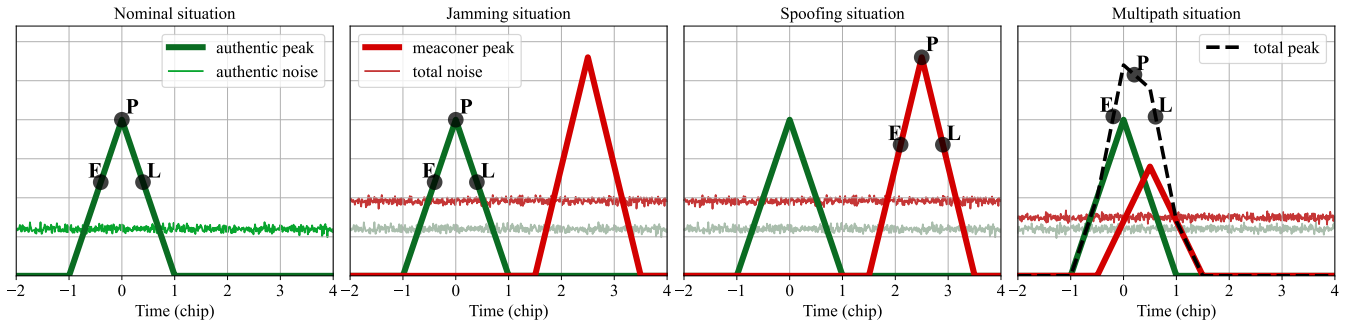 Nominal situation
authentic peak
authentic noise
P
E
L
−2 −1 0 1 2 3 4
Time (chip)
Jamming situation
meaconer peak
total noise
P
E
L
−2 −1 0 1 2 3 4
Time (chip)
Spoofing situation
P
E
L
−2 −1 0 1 2 3 4
Time (chip)
Multipath situation
total peak
P
E
L
−2 −1 0 1 2 3 4
Time (chip)